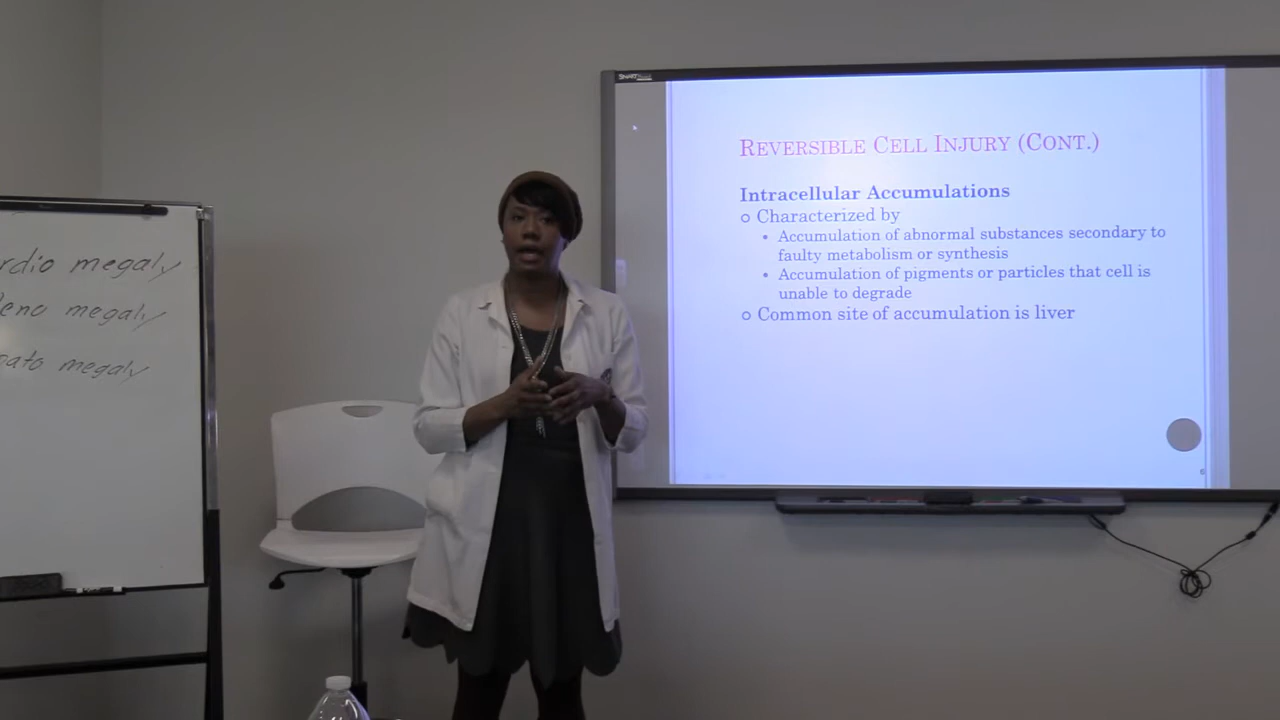 rdio megaly
leno megaly
pato megaly
SMART Board
REVERSIBLE CELL INJURY (CONT.)
Intracellular Accumulations
Characterized by
Accumulation of abnormal substances secondary to
faulty metabolism or synthesis
Accumulation of pigments or particles that cell is
unable to degrade
Common site of accumulation is liver